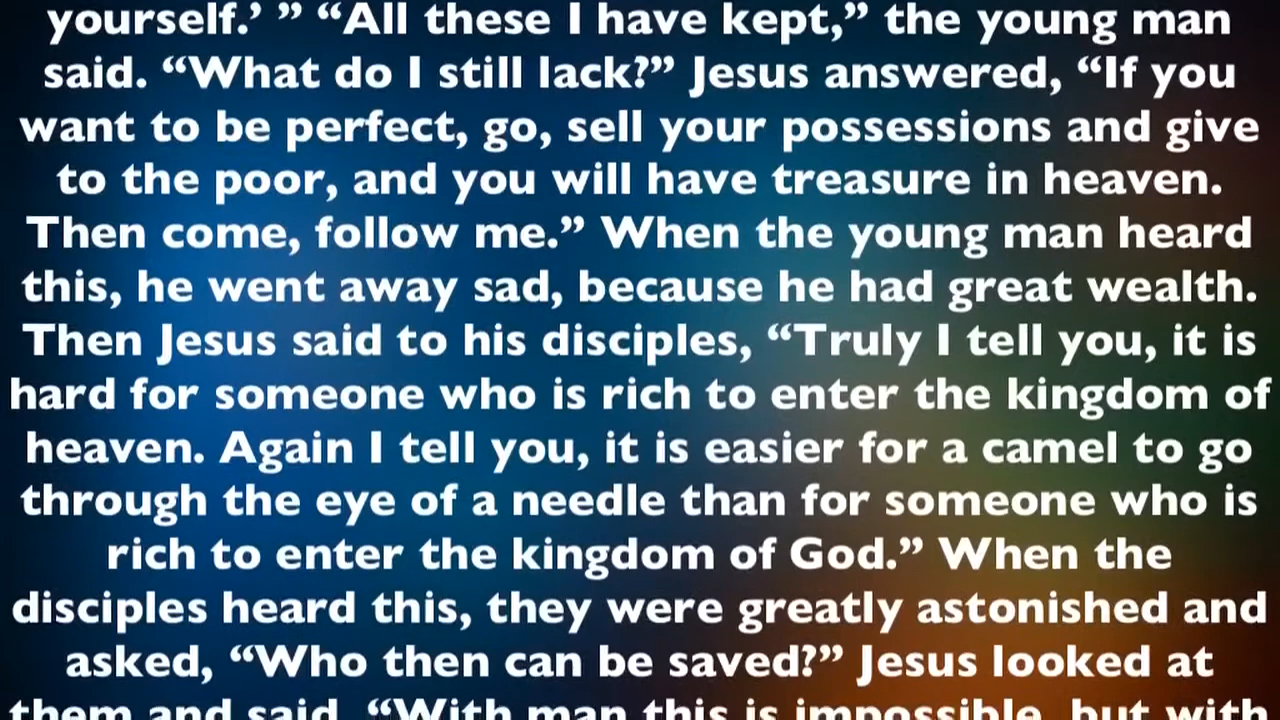 yourself.’ ” “All these I have kept,” the young man
said. “What do I still lack?” Jesus answered, “If you
want to be perfect, go, sell your possessions and give
to the poor, and you will have treasure in heaven.
Then come, follow me.” When the young man heard
this, he went away sad, because he had great wealth.
Then Jesus said to his disciples, “Truly I tell you, it is
hard for someone who is rich to enter the kingdom of
heaven. Again I tell you, it is easier for a camel to go
through the eye of a needle than for someone who is
rich to enter the kingdom of God.” When the
disciples heard this, they were greatly astonished and
asked, “Who then can be saved?” Jesus looked at
them and said, “With man this is impossible, but with